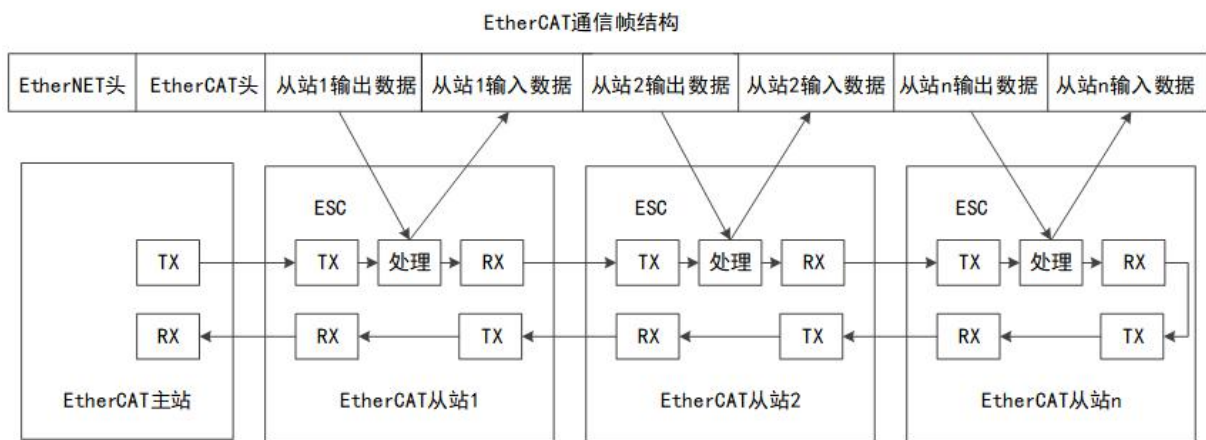 EtherCAT通信帧结构
EtherNET头 EtherCAT头 从站1输出数据 从站1输入数据 从站2输出数据 从站2输入数据 从站n输出数据 从站n输入数据
ESC ESC ESC
TX TX 处理 RX TX 处理 RX TX 处理 RX
RX RX TX RX TX RX TX
EtherCAT主站 EtherCAT从站1 EtherCAT从站2 EtherCAT从站n